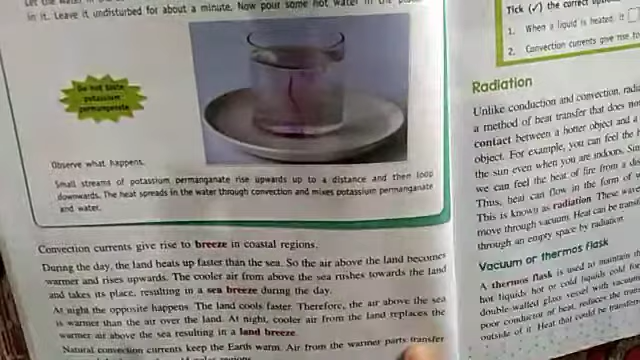 in it. Leave it undisturbed for about a minute. Now pour some hot water in the
Do not taste
potassium
permanganate
Observe what happens.
Small streams of potassium permanganate rise upwards up to a distance and then loop
downwards. The heat spreads in the water through convection and mixes potassium permanganate
and water.
Convection currents give rise to breeze in coastal regions.
During the day, the land heats up faster than the sea. So the air above the land becomes
warmer and rises upwards. The cooler air from above the sea rushes towards the land
and takes its place, resulting in a sea breeze during the day.
At night the opposite happens. The land cools faster. Therefore, the air above the sea
is warmer than the air over the land. At night, cooler air from the land replaces the
warmer air above the sea resulting in a land breeze.
Natural convection currents keep the Earth warm. Air from the warmer parts transfer
Tick (✓) the correct
1. When a liquid is heated, it
2. Convection currents give rise to
Radiation
Unlike conduction and convection,
a method of heat transfer that does
contact between a hotter object and a
object. For example, you can feel the
the sun even when you are indoors.
we can feel the heat of fire from a
Thus, heat can flow in the form of
This is known as radiation. These
move through vacuum. Heat can be
through an empty space by radiation.
Vacuum or thermos flask
A thermos flask is used to maintain
hot liquids hot or cold liquids cold
double-walled glass vessel with
poor conductor of heat, reduces the
outside of it. Heat that could be